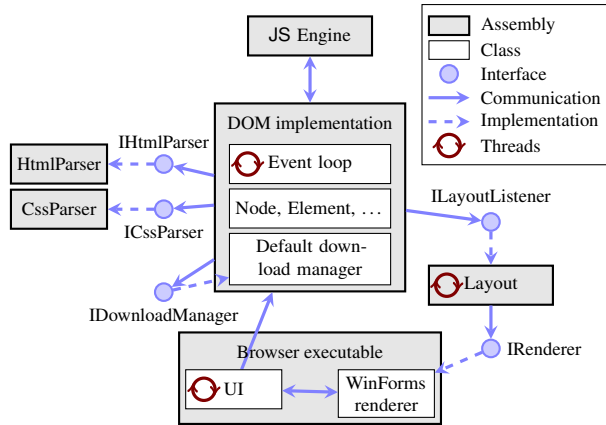 JS Engine
Assembly
Class
Interface
Communication
Implementation
Threads
DOM implementation
IHtmlParser
HtmlParser
Event loop
CssParser
ICssParser
Node, Element, ...
ILayoutListener
Default down-
load manager
IDownloadManager
Layout
Browser executable
IRenderer
UI
WinForms
renderer